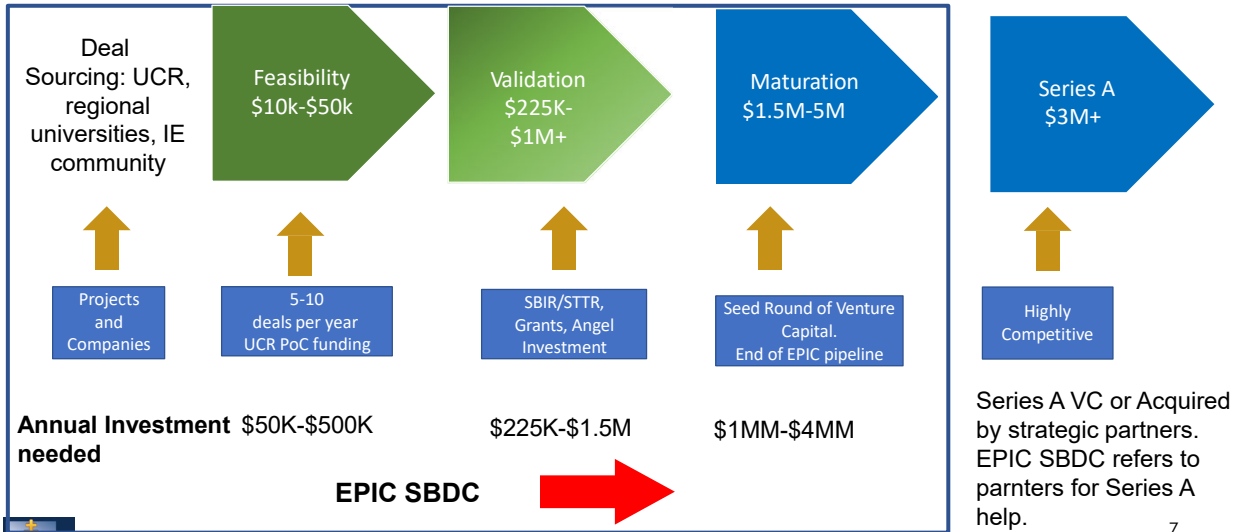 Deal
Sourcing: UCR,
regional
universities, IE
community
Feasibility
$10k-$50k
Validation
$225K-
$1M+
Maturation
$1.5M-5M
Series A
$3M+
Projects
and
Companies
5-10
deals per year
UCR PoC funding
SBIR/STTR,
Grants, Angel
Investment
Seed Round of Venture
Capital.
End of EPIC pipeline
Highly
Competitive
Annual Investment
needed
$50K-$500K
$225K-$1.5M
$1MM-$4MM
EPIC SBDC
Series A VC or Acquired
by strategic partners.
EPIC SBDC refers to
parnters for Series A
help.
7